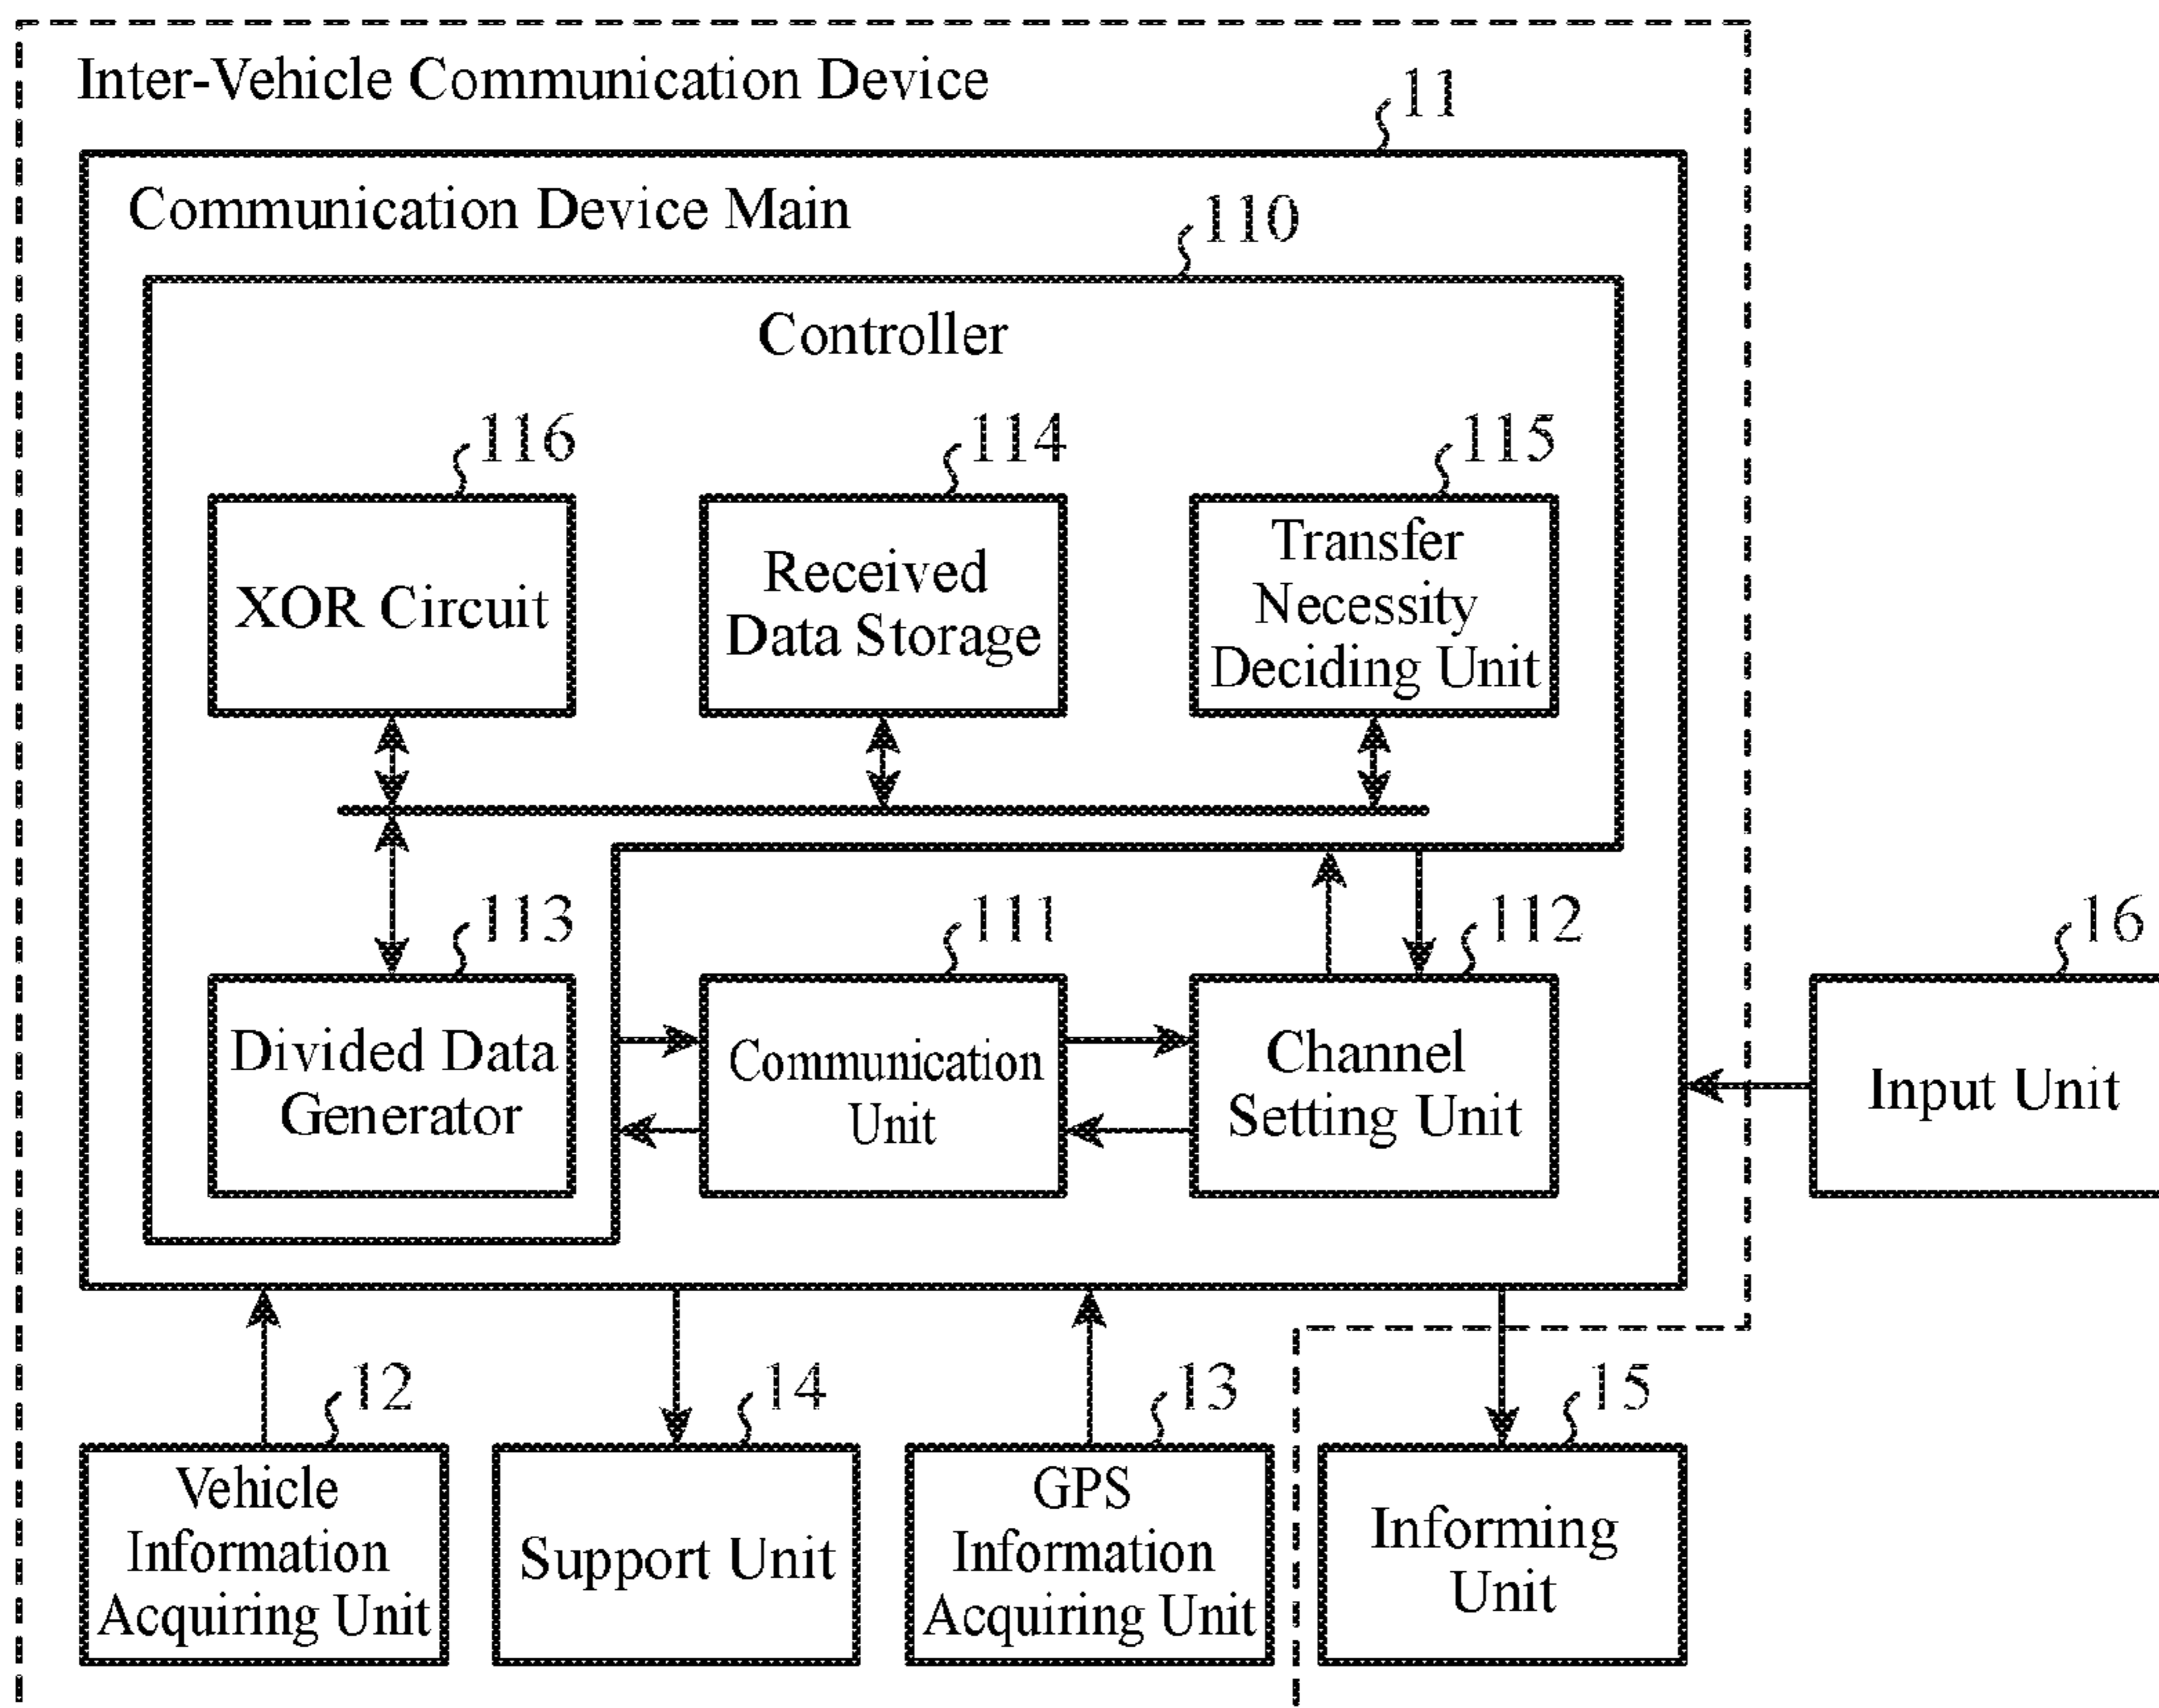 Inter-Vehicle Communication Device
11
Communication Device Main
110
Controller
116
114
115
XOR Circuit
Received
Data Storage
Transfer
Necessity
Deciding Unit
113
111
112
16
Divided Data
Generator
Communication
Unit
Channel
Setting Unit
Input Unit
12
14
13
15
Vehicle
Information
Acquiring Unit
Support Unit
GPS
Information
Acquiring Unit
Informing
Unit